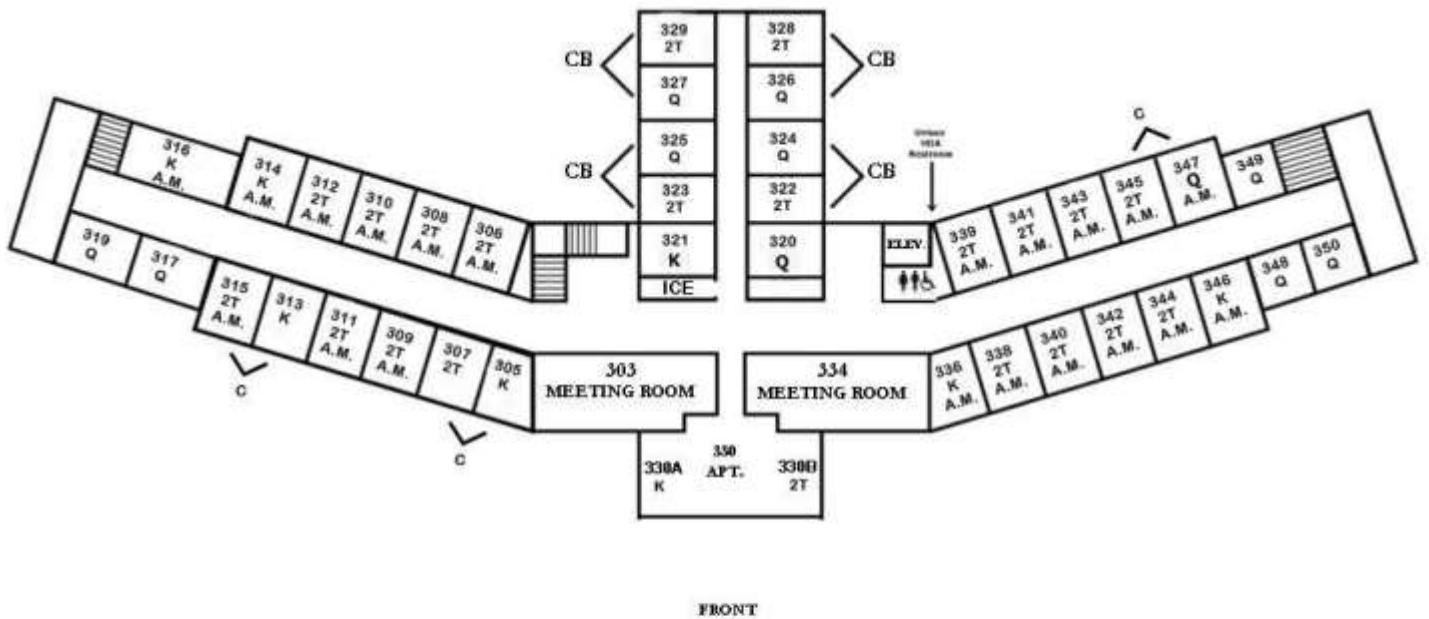 329
2T
327
Q
325
Q
323
2T
321
K
ICE
CB
CB
328
2T
326
Q
324
Q
322
2T
320
Q
CB
CB
316
K
A.M.
314
K
A.M.
312
2T
A.M.
310
2T
A.M.
308
2T
A.M.
306
2T
A.M.
319
Q
317
Q
315
2T
A.M.
313
K
311
2T
A.M.
309
2T
A.M.
307
2T
305
K
C
C
ELEV.
Restroom
339
2T
A.M.
341
2T
A.M.
343
2T
A.M.
345
2T
A.M.
347
Q
A.M.
349
Q
C
336
K
A.M.
338
2T
A.M.
340
2T
A.M.
342
2T
A.M.
344
2T
A.M.
346
K
A.M.
348
Q
350
Q
303
MEETING ROOM
334
MEETING ROOM
330
APT.
330A
K
330B
2T
FRONT